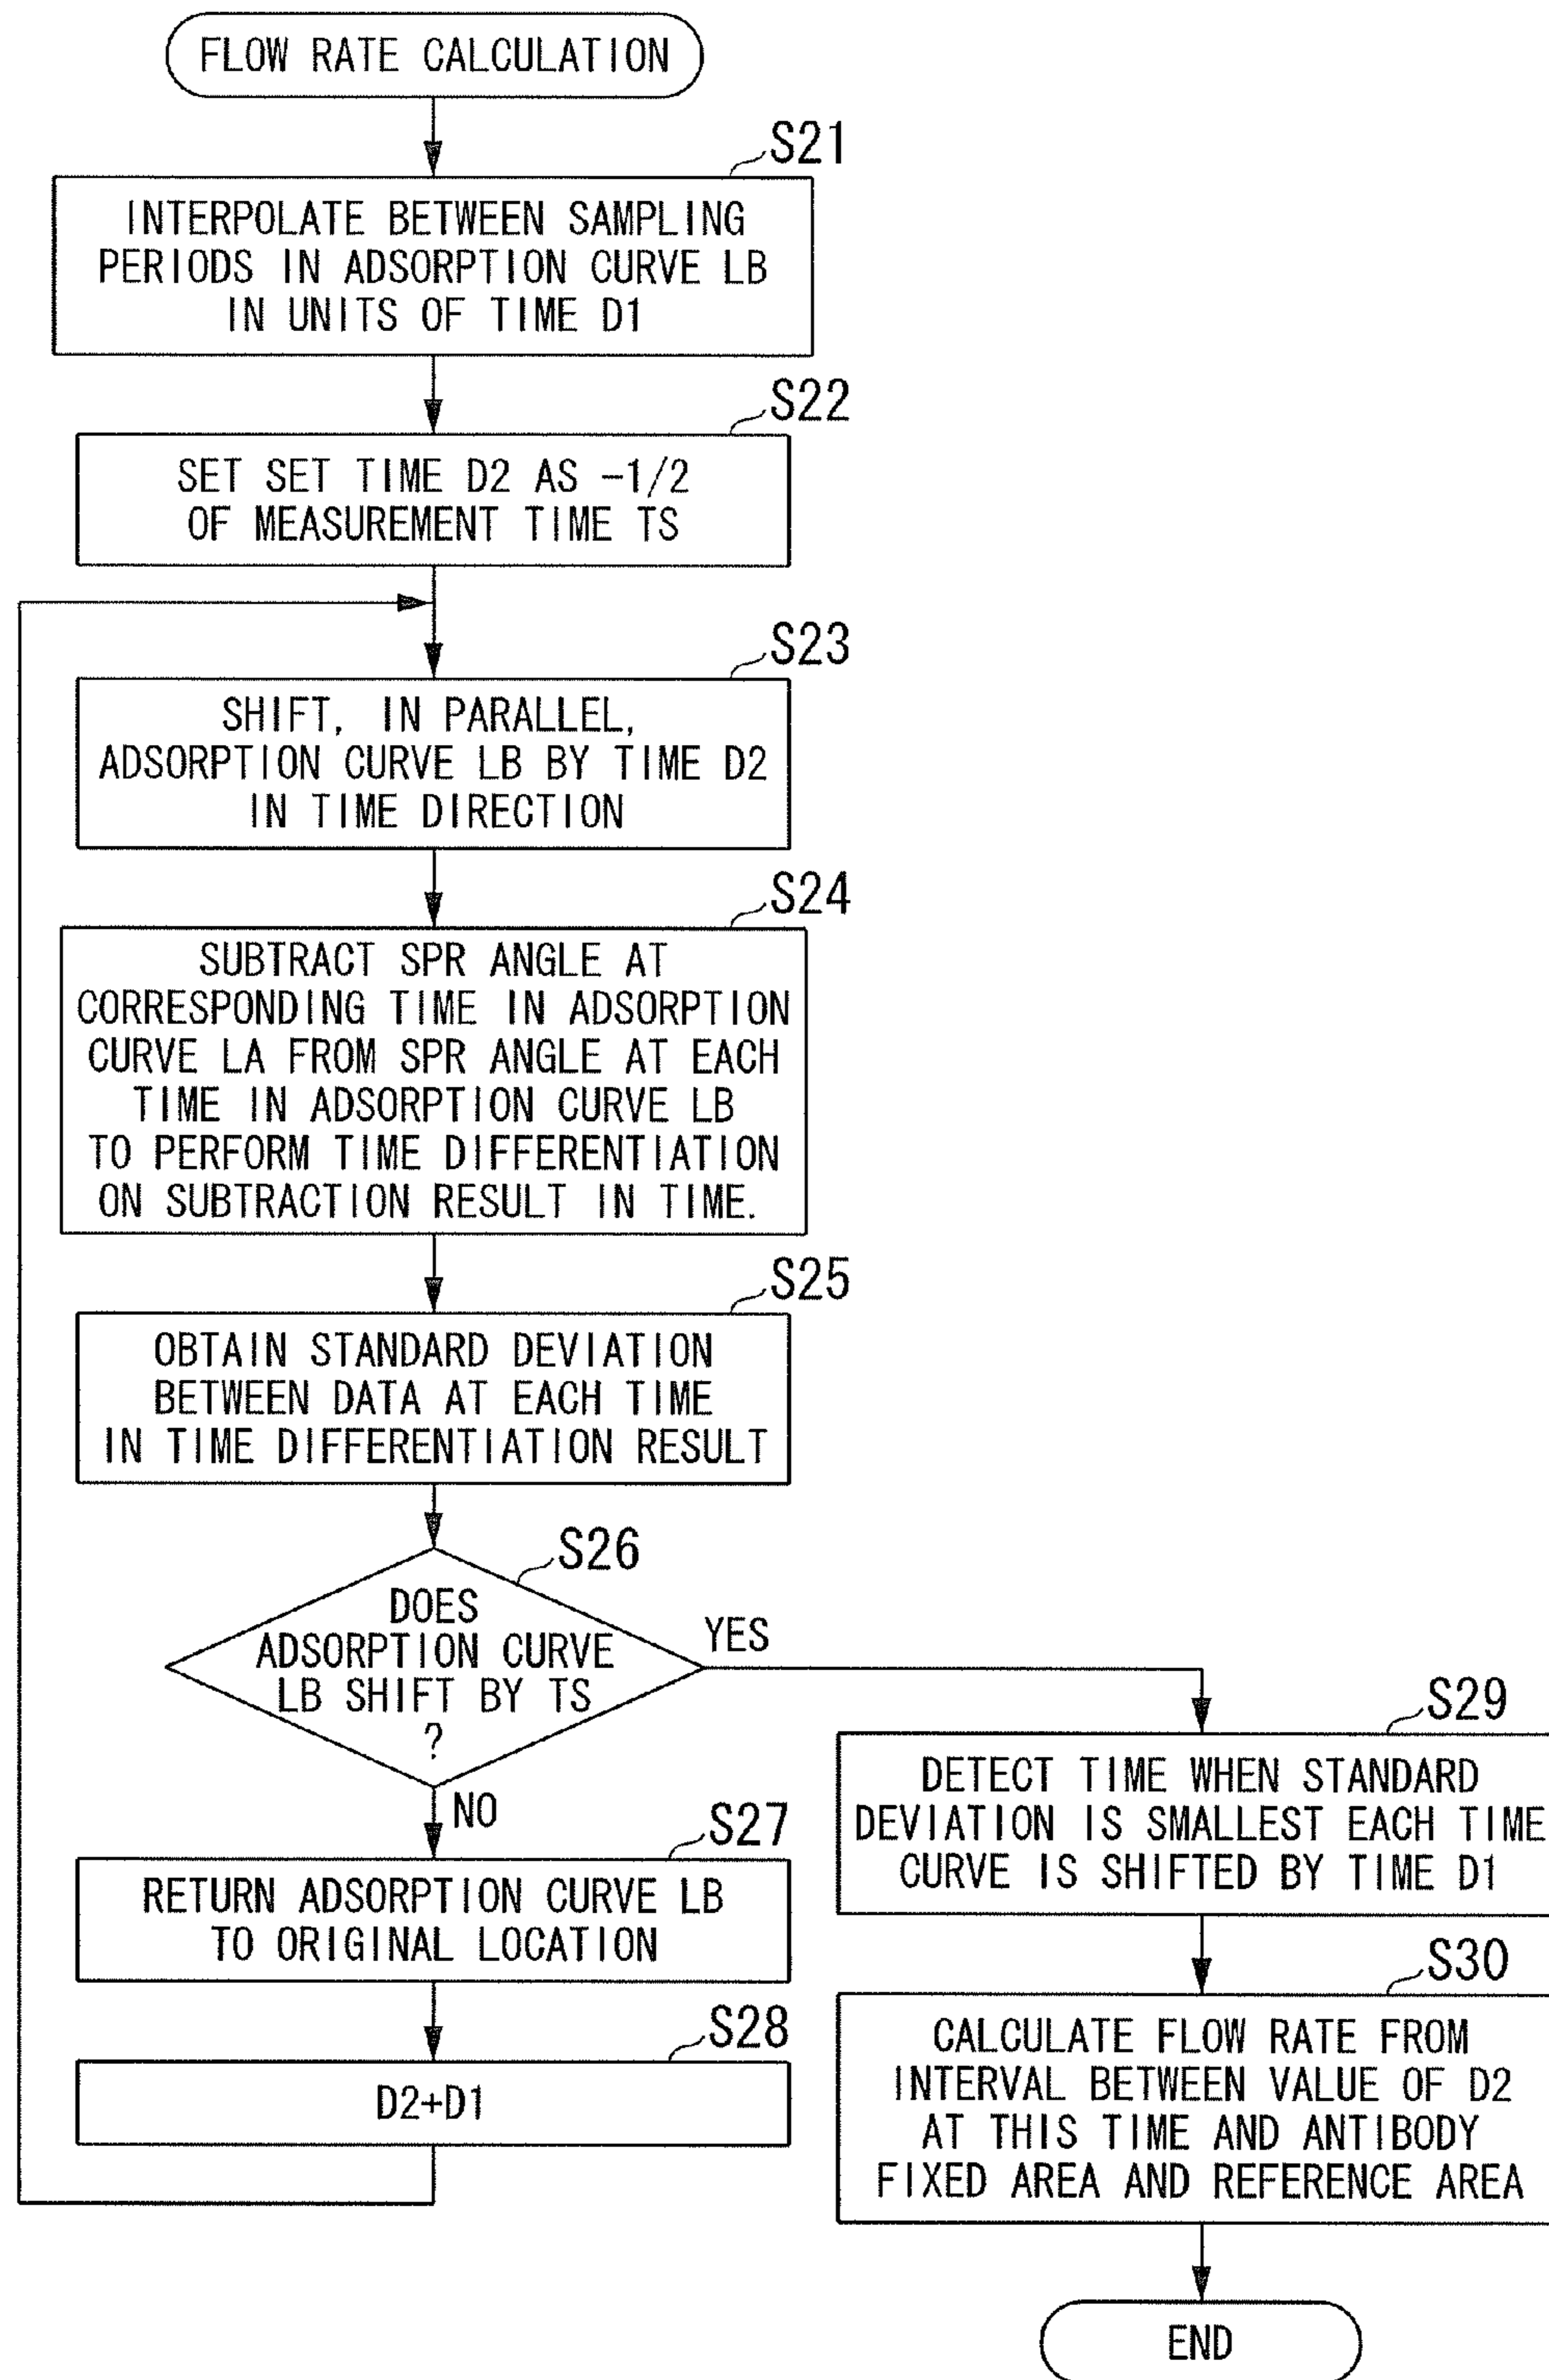 FLOW RATE CALCULATION
S21
INTERPOLATE BETWEEN SAMPLING
PERIODS IN ADSORPTION CURVE LB
IN UNITS OF TIME D1
S22
SET SET TIME D2 AS -1/2
OF MEASUREMENT TIME TS
S23
SHIFT, IN PARALLEL,
ADSORPTION CURVE LB BY TIME D2
IN TIME DIRECTION
S24
SUBTRACT SPR ANGLE AT
CORRESPONDING TIME IN ADSORPTION
CURVE LA FROM SPR ANGLE AT EACH
TIME IN ADSORPTION CURVE LB
TO PERFORM TIME DIFFERENTIATION
ON SUBTRACTION RESULT IN TIME.
S25
OBTAIN STANDARD DEVIATION
BETWEEN DATA AT EACH TIME
IN TIME DIFFERENTIATION RESULT
S26
DOES
ADSORPTION CURVE
LB SHIFT BY TS
?
YES
NO
S27
RETURN ADSORPTION CURVE LB
TO ORIGINAL LOCATION
S28
D2+D1
S29
DETECT TIME WHEN STANDARD
DEVIATION IS SMALLEST EACH TIME
CURVE IS SHIFTED BY TIME D1
S30
CALCULATE FLOW RATE FROM
INTERVAL BETWEEN VALUE OF D2
AT THIS TIME AND ANTIBODY
FIXED AREA AND REFERENCE AREA
END